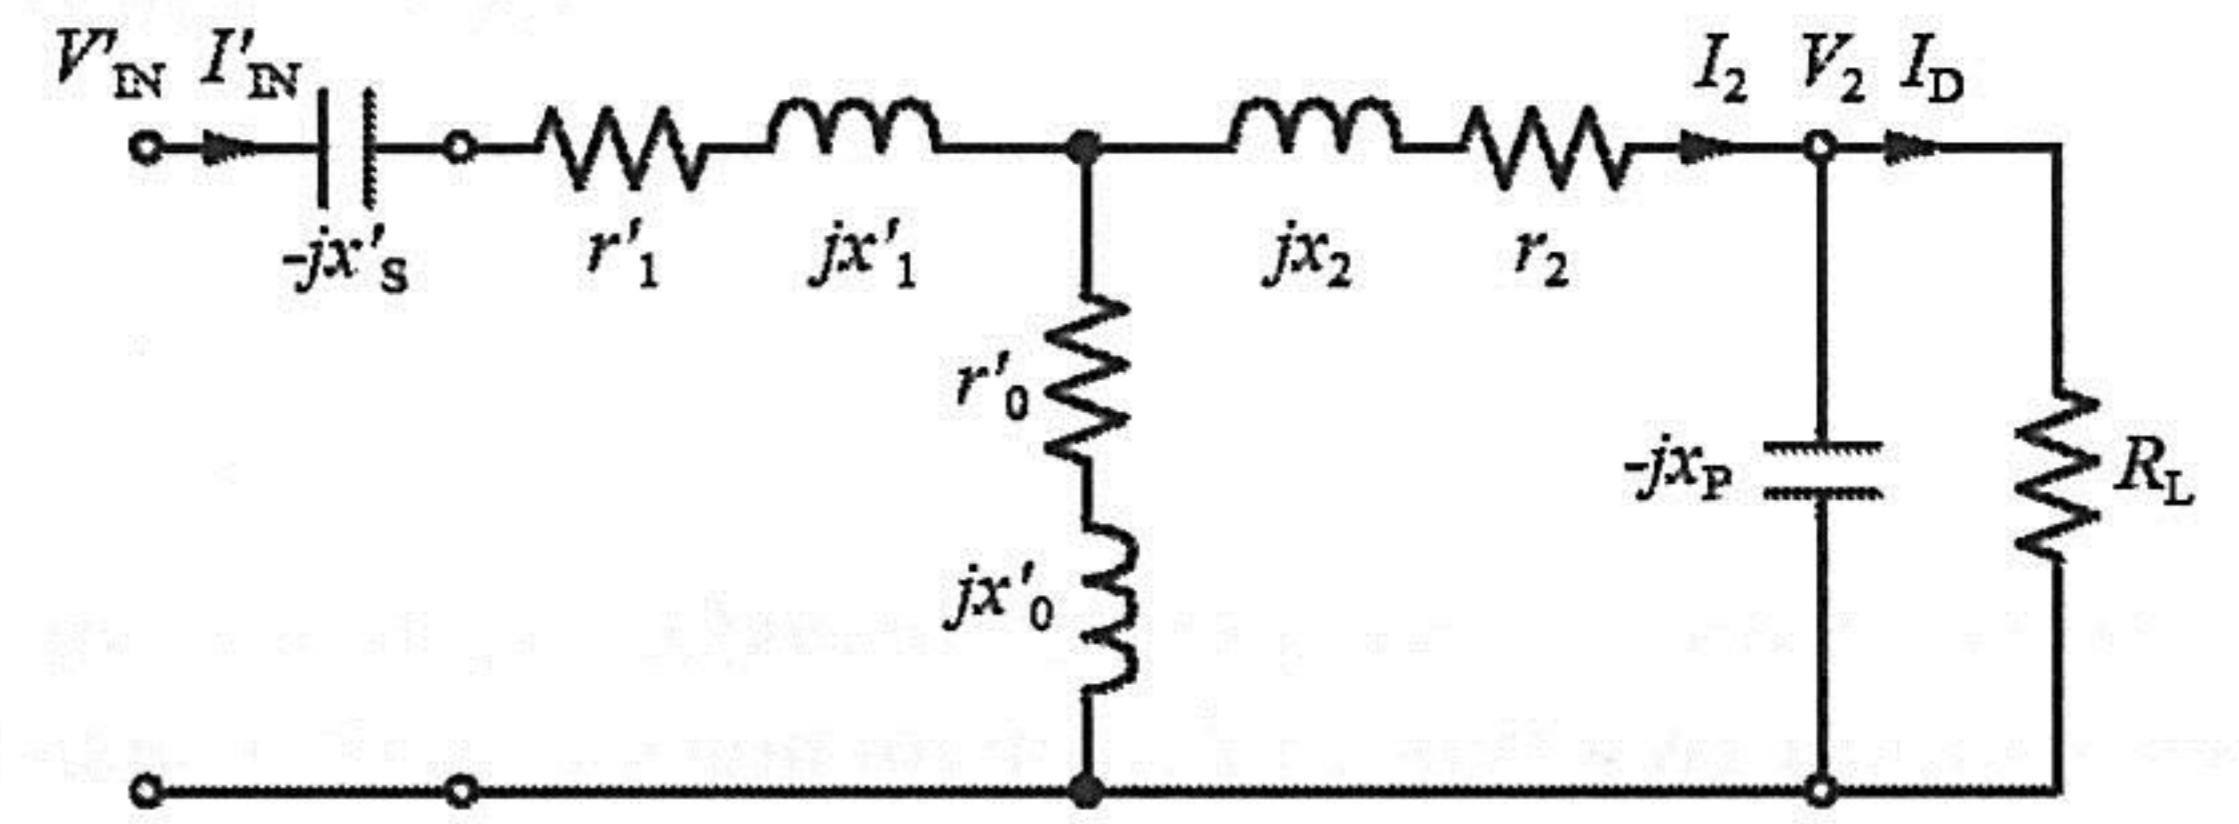 V'IN I'IN I2 V2 ID
-jx'S r'1 jx'1 jx2 r2
r'0
-jxP RL
jx'0